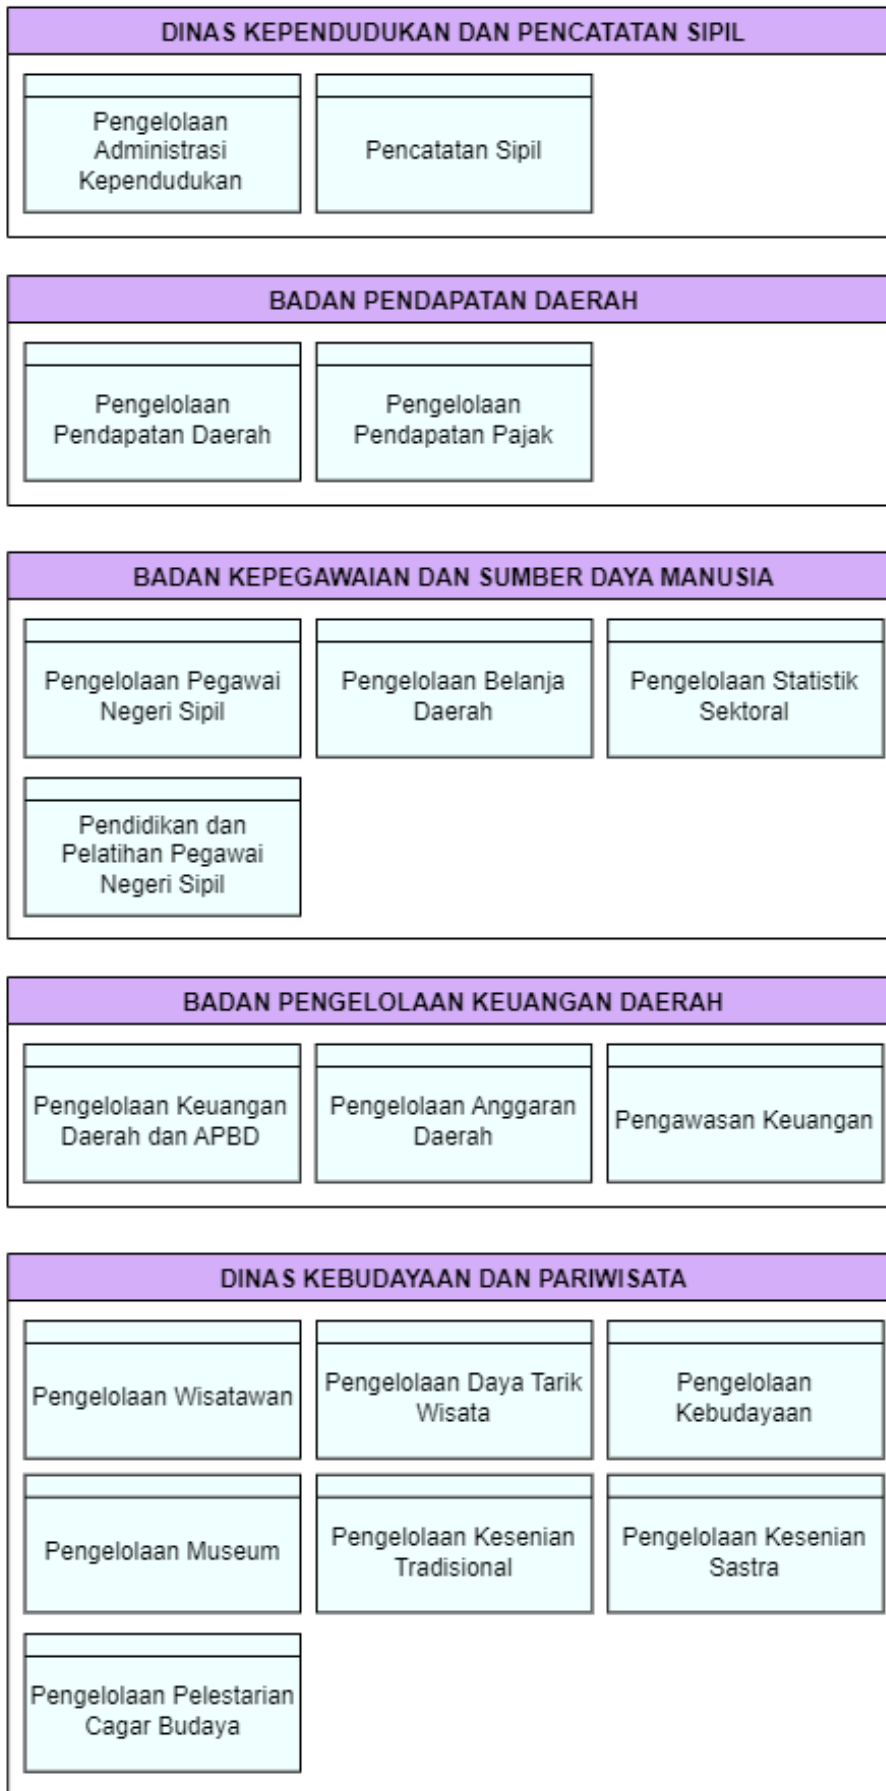 DINAS KEPENDUDUKAN DAN PENCATATAN SIPIL
Pengelolaan
Administrasi
Kependudukan
Pencatatan Sipil
BADAN PENDAPATAN DAERAH
Pengelolaan
Pendapatan Daerah
Pengelolaan
Pendapatan Pajak
BADAN KEPEGAWAIAN DAN SUMBER DAYA MANUSIA
Pengelolaan Pegawai
Negeri Sipil
Pengelolaan Belanja
Daerah
Pengelolaan Statistik
Sektoral
Pendidikan dan
Pelatihan Pegawai
Negeri Sipil
BADAN PENGELOLAAN KEUANGAN DAERAH
Pengelolaan Keuangan
Daerah dan APBD
Pengelolaan Anggaran
Daerah
Pengawasan Keuangan
DINAS KEBUDAYAAN DAN PARIWISATA
Pengelolaan Wisatawan
Pengelolaan Daya Tarik
Wisata
Pengelolaan
Kebudayaan
Pengelolaan Museum
Pengelolaan Kesenian
Tradisional
Pengelolaan Kesenian
Sastra
Pengelolaan Pelestarian
Cagar Budaya